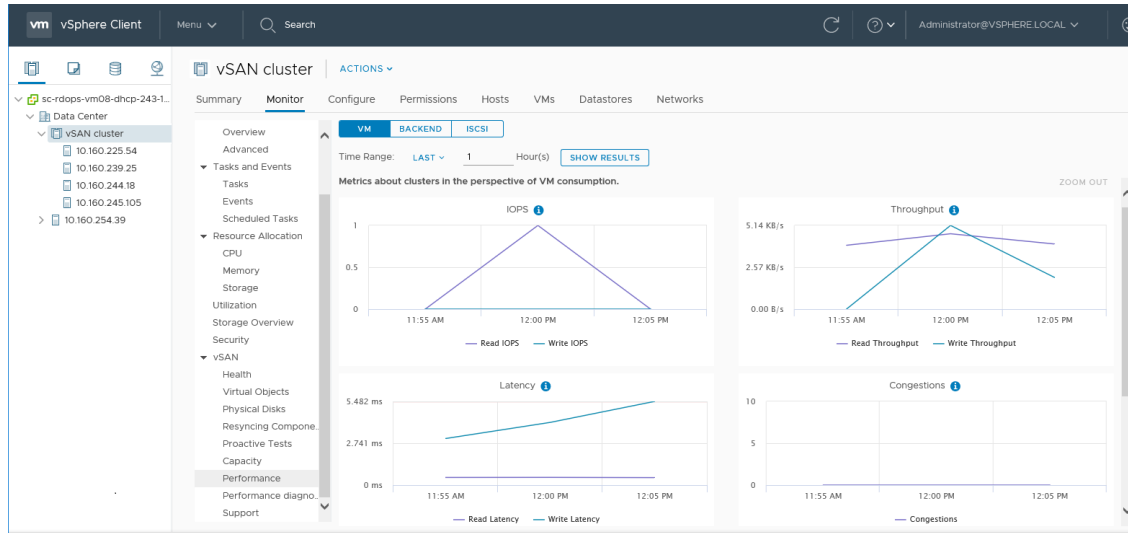 vm vSphere Client Menu Search Administrator@VSPHERE.LOCAL
sc-rdops-vm08-dhcp-243-1...
Data Center
vSAN cluster
10.160.225.54
10.160.239.25
10.160.244.18
10.160.245.105
10.160.254.39
vSAN cluster ACTIONS
Summary Monitor Configure Permissions Hosts VMs Datastores Networks
Overview
Advanced
Tasks and Events
Tasks
Events
Scheduled Tasks
Resource Allocation
CPU
Memory
Storage
Utilization
Storage Overview
Security
vSAN
Health
Virtual Objects
Physical Disks
Resyncing Compone...
Proactive Tests
Capacity
Performance
Performance diagno...
Support
VM BACKEND ISCSI
Time Range: LAST 1 Hour(s) SHOW RESULTS
Metrics about clusters in the perspective of VM consumption. ZOOM OUT
IOPS
1
0.5
0
11:55 AM 12:00 PM 12:05 PM
Read IOPS Write IOPS
Throughput
5.14 KB/s
2.57 KB/s
0.00 B/s
11:55 AM 12:00 PM 12:05 PM
Read Throughput Write Throughput
Latency
5.482 ms
2.741 ms
0 ms
11:55 AM 12:00 PM 12:05 PM
Read Latency Write Latency
Congestions
10
5
0
11:55 AM 12:00 PM 12:05 PM
Congestions